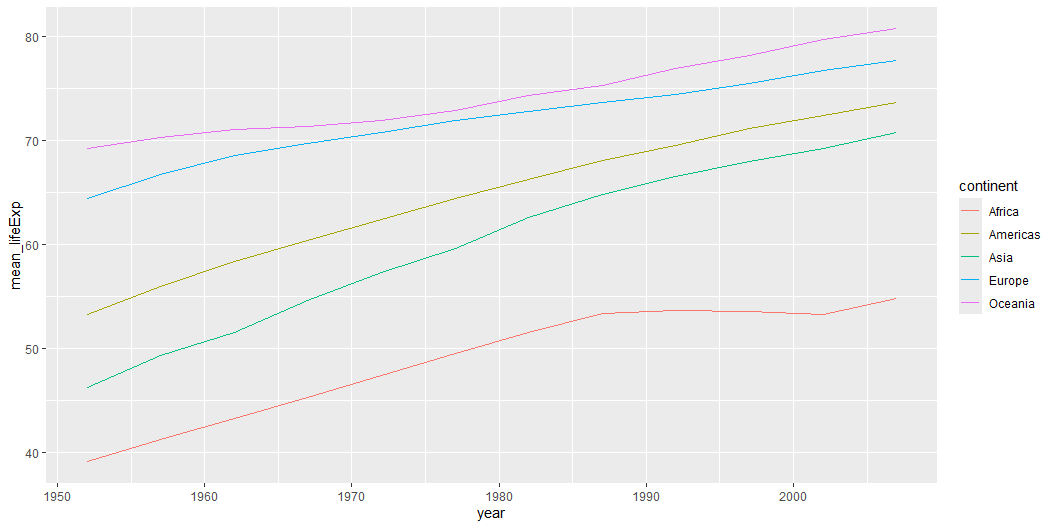 80
70
60
50
40
mean_lifeExp
1950 1960 1970 1980 1990 2000
year
continent
Africa
Americas
Asia
Europe
Oceania